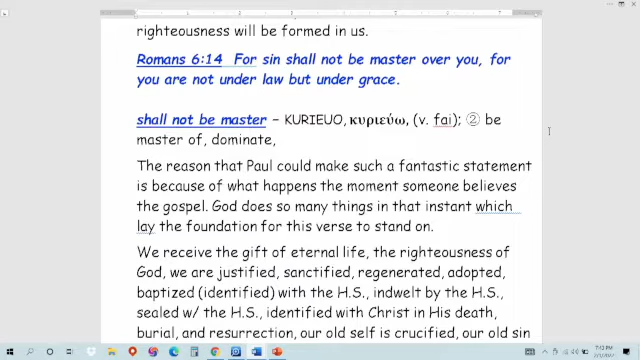 righteousness will be formed in us.
Romans 6:14 For sin shall not be master over you, for
you are not under law but under grace.
shall not be master – KURIEUO, κυριεύω, (v. fai); ② be
master of, dominate,
The reason that Paul could make such a fantastic statement
is because of what happens the moment someone believes
the gospel. God does so many things in that instant which
lay the foundation for this verse to stand on.
We receive the gift of eternal life, the righteousness of
God, we are justified, sanctified, regenerated, adopted,
baptized (identified) with the H.S., indwelt by the H.S.,
sealed w/ the H.S., identified with Christ in His death,
burial, and resurrection, our old self is crucified, our old sin